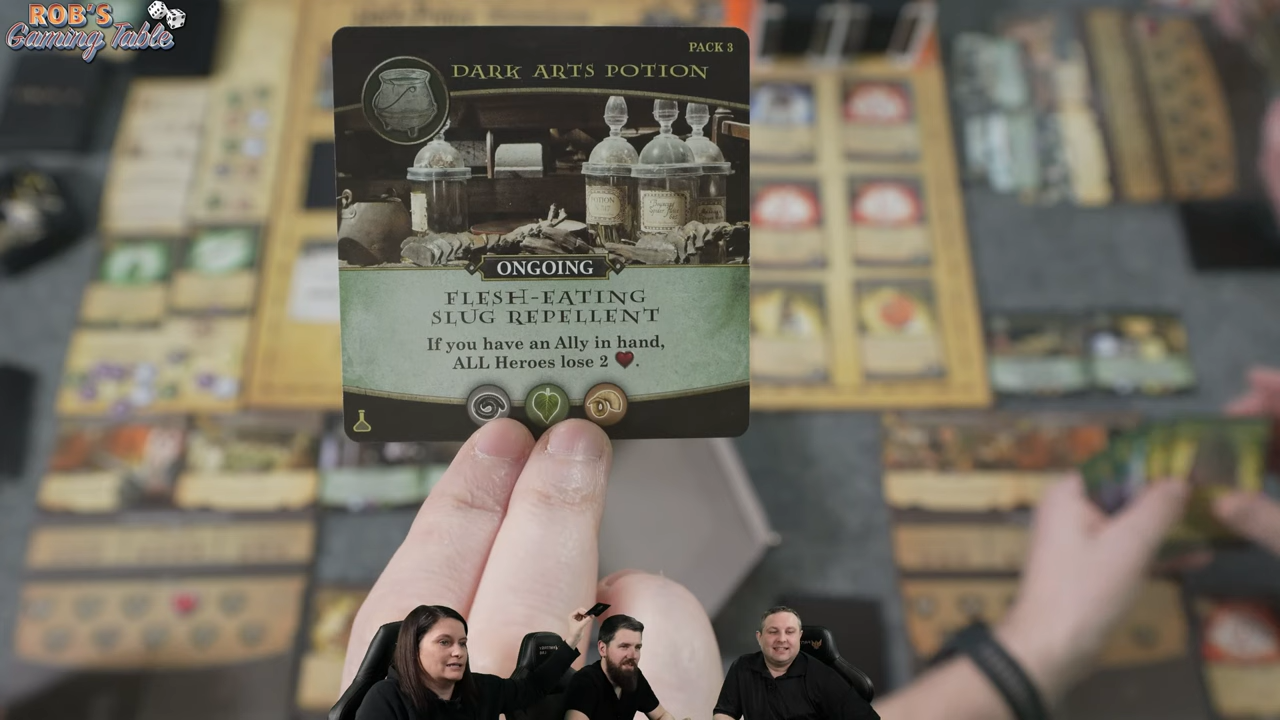 ROB'S
Gaming Table
PACK 3
DARK ARTS POTION
POTION
ONGOING
FLESH-EATING
SLUG REPELLENT
If you have an Ally in hand,
ALL Heroes lose 2